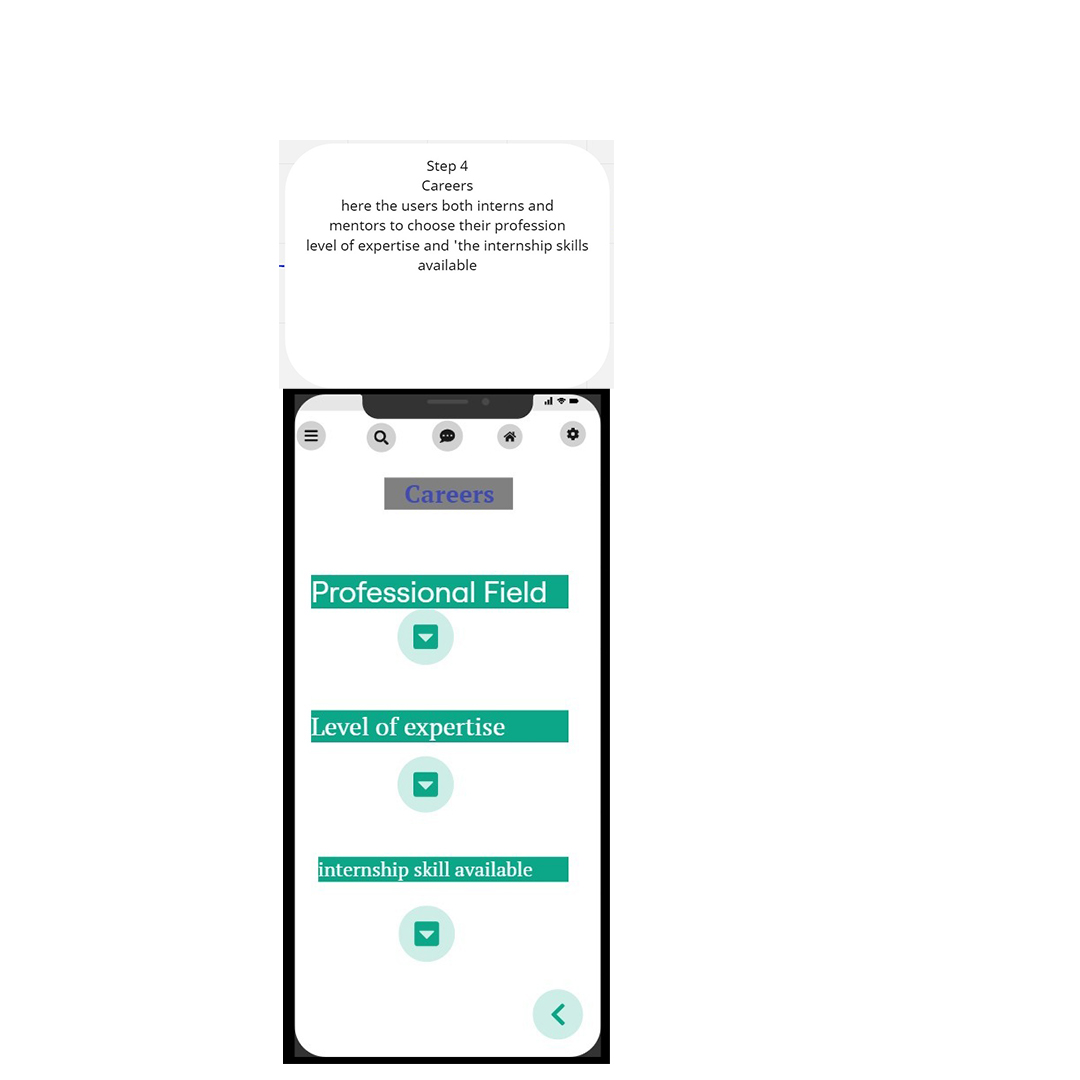 Step 4
Careers
here the users both interns and
mentors to choose their profession
level of expertise and 'the internship skills
available
Careers
Professional Field
Level of expertise
internship skill available